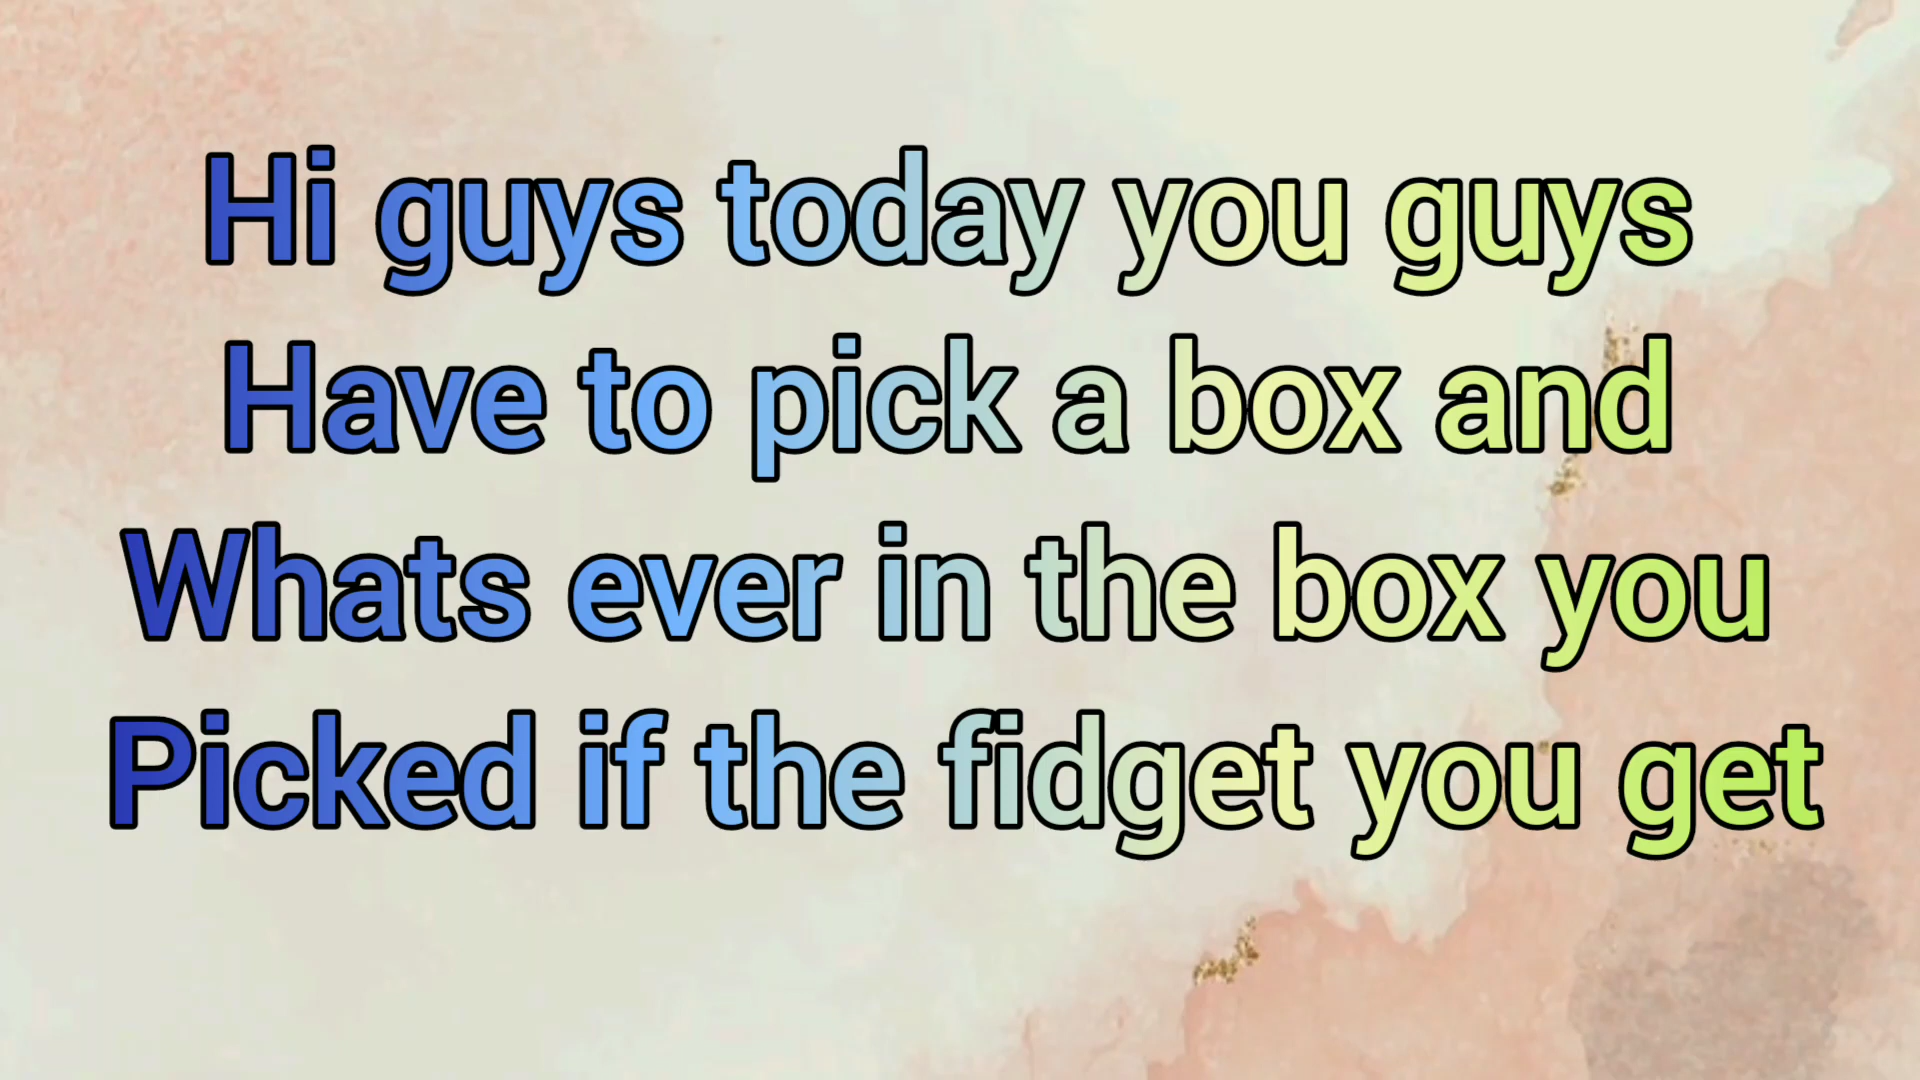 Hi guys today you guys
Have to pick a box and
Whats ever in the box you
Picked if the fidget you get